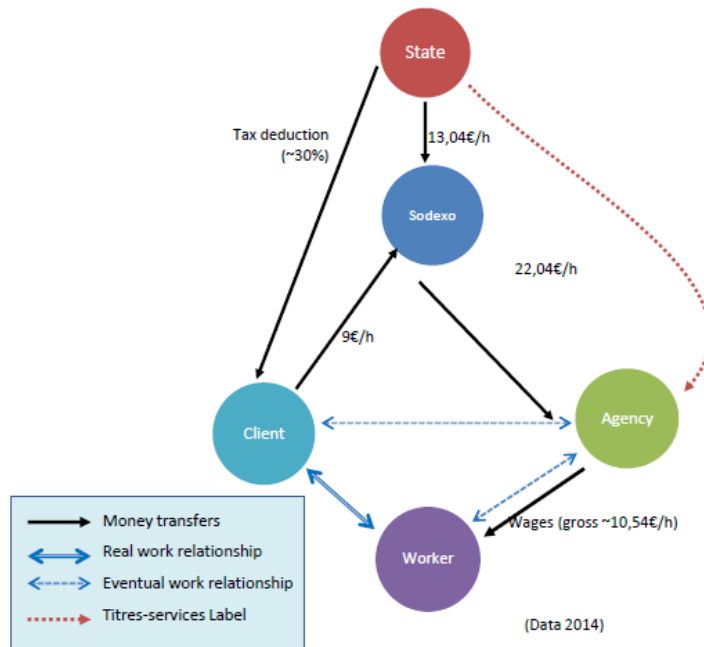 State
Tax deduction
(~30%)
13,04€/h
Sodexo
22,04€/h
9€/h
Client
Agency
Wages (gross ~10,54€/h)
Worker
Money transfers
Real work relationship
Eventual work relationship
Titres-services Label
(Data 2014)